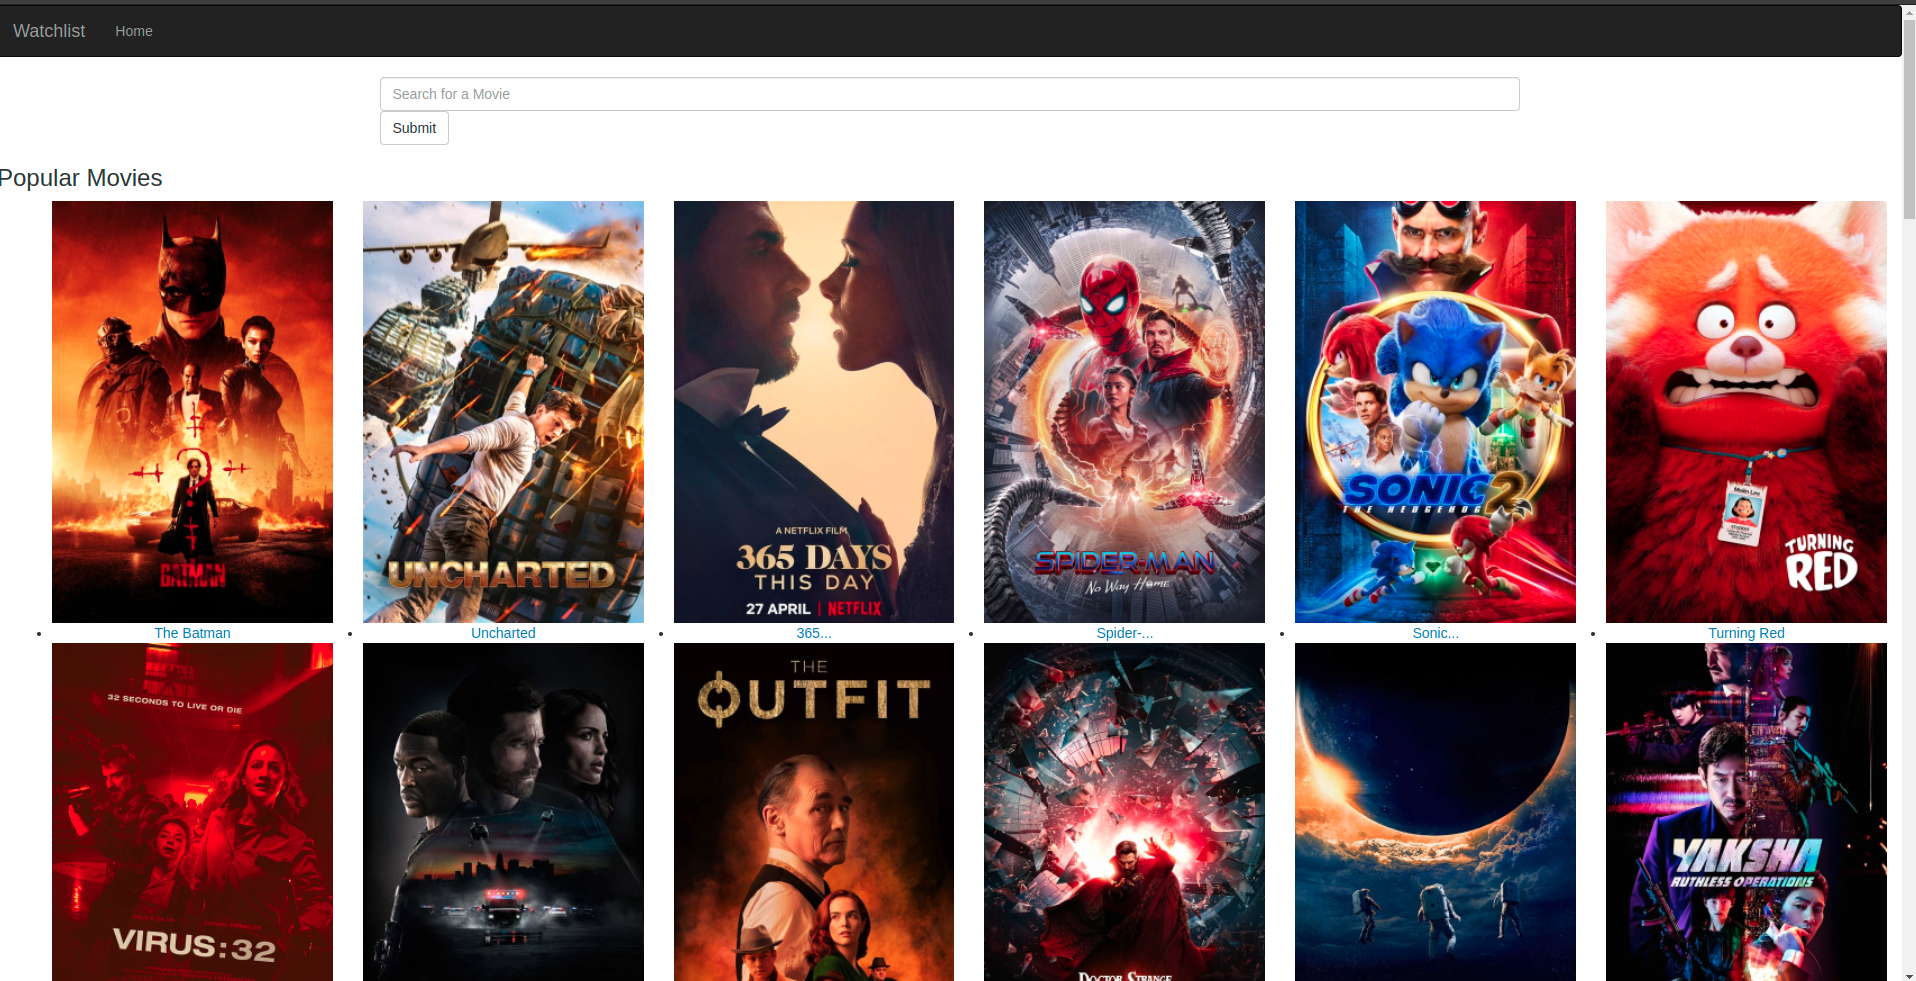 Watchlist Home
Search for a Movie
Submit
Popular Movies
BATMAN
UNCHARTED
A NETFLIX FILM
365 DAYS
THIS DAY
27 APRIL | NETFLIX
SPIDER-MAN
No Way Home
SONIC 2
THE HEDGEHOG
TURNING
RED
The Batman
Uncharted
365...
Spider-...
Sonic...
Turning Red
32 SECONDS TO LIVE OR DIE
VIRUS:32
THE
OUTFIT
DOCTOR STRANGE
YAKSHA
RUTHLESS OPERATIONS